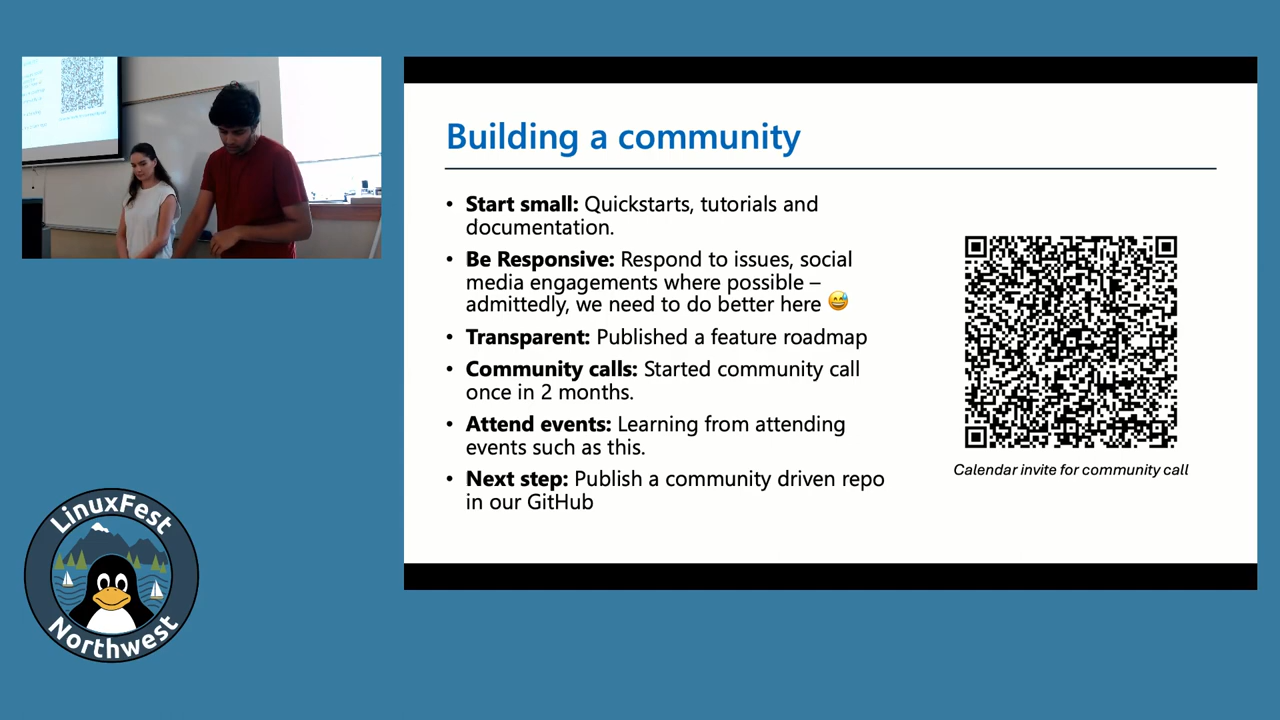 Building a community
• Start small: Quickstarts, tutorials and
documentation.
• Be Responsive: Respond to issues, social
media engagements where possible –
admittedly, we need to do better here 😅
• Transparent: Published a feature roadmap
• Community calls: Started community call
once in 2 months.
• Attend events: Learning from attending
events such as this.
• Next step: Publish a community driven repo
in our GitHub
Calendar invite for community call
LinuxFest
Northwest